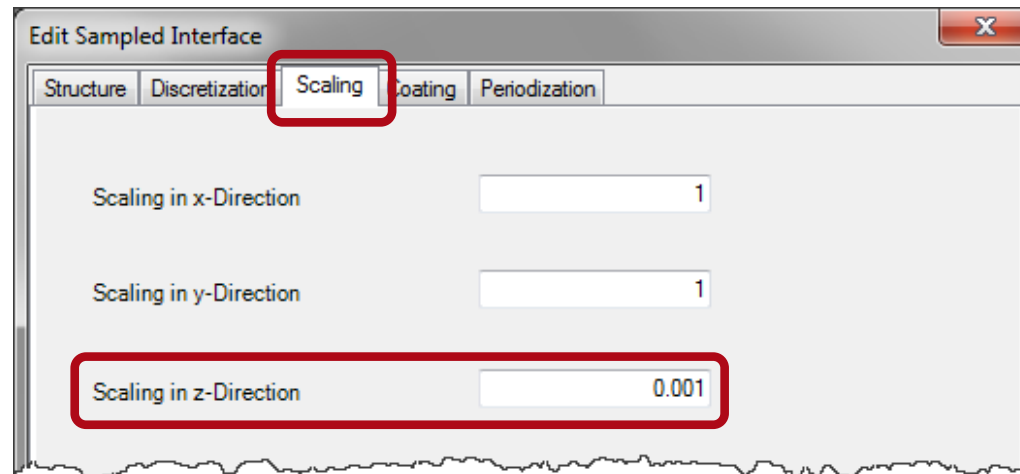 Edit Sampled Interface
Structure Discretization Scaling Coating Periodization
Scaling in x-Direction 1
Scaling in y-Direction 1
Scaling in z-Direction 0.001